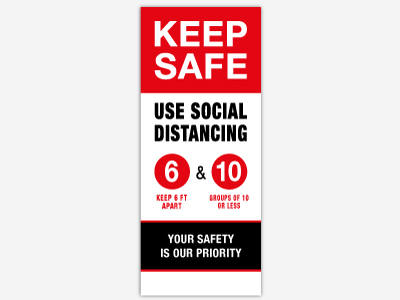 KEEP
SAFE
USE SOCIAL
DISTANCING
6 & 10
KEEP 6 FT
APART
GROUPS OF 10
OR LESS
YOUR SAFETY
IS OUR PRIORITY